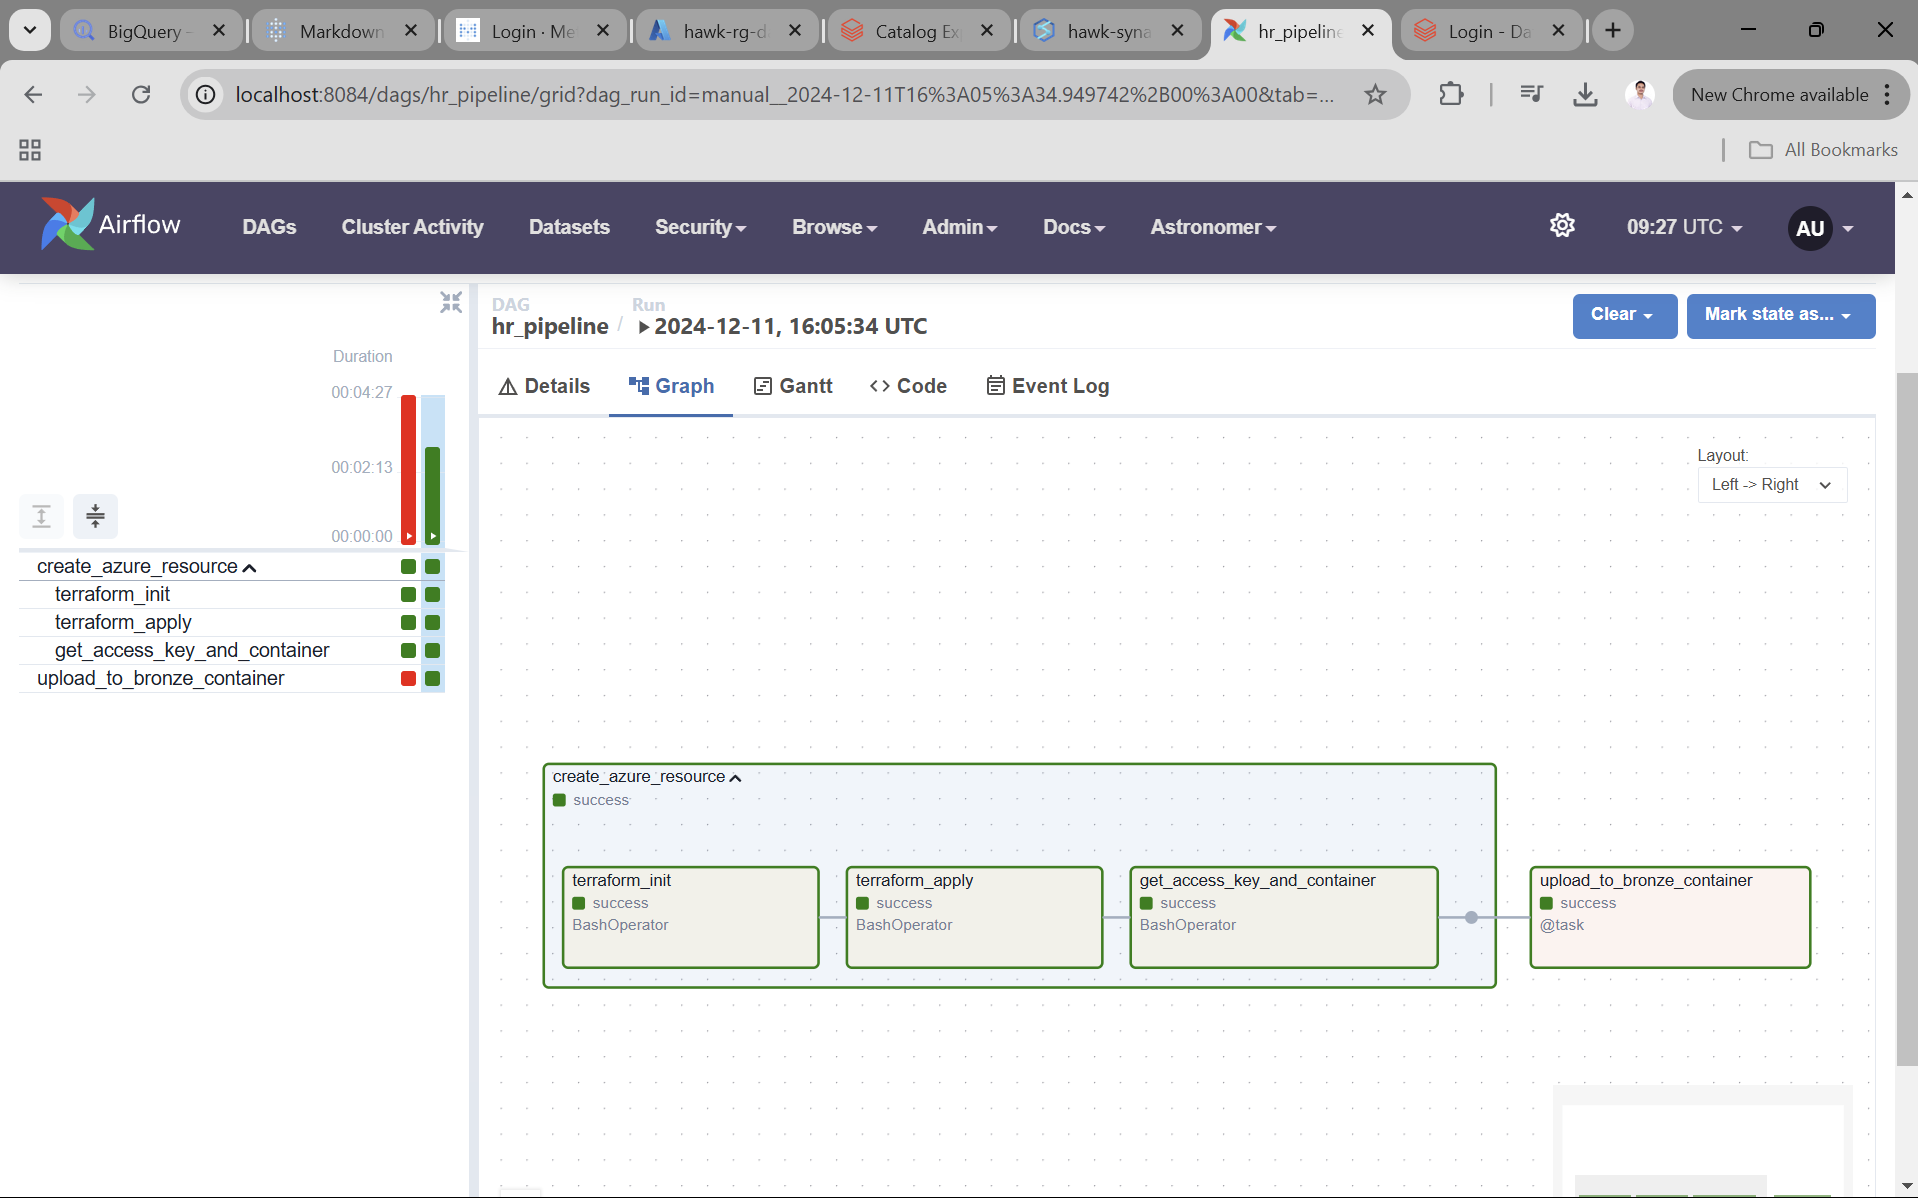 BigQuery -
Markdown
Login · Me
hawk-rg-d
Catalog Ex
hawk-syna
hr_pipeline
Login - Da
localhost:8084/dags/hr_pipeline/grid?dag_run_id=manual__2024-12-11T16%3A05%3A34.949742%2B00%3A00&tab=...
New Chrome available
All Bookmarks
Airflow
DAGs
Cluster Activity
Datasets
Security
Browse
Admin
Docs
Astronomer
09:27 UTC
AU
DAG
hr_pipeline
/
Run
2024-12-11, 16:05:34 UTC
Clear
Mark state as...
Details
Graph
Gantt
Code
Event Log
Duration
00:04:27
00:02:13
00:00:00
create_azure_resource
terraform_init
terraform_apply
get_access_key_and_container
upload_to_bronze_container
Layout:
Left -> Right
create_azure_resource
success
terraform_init
success
BashOperator
terraform_apply
success
BashOperator
get_access_key_and_container
success
BashOperator
upload_to_bronze_container
success
@task